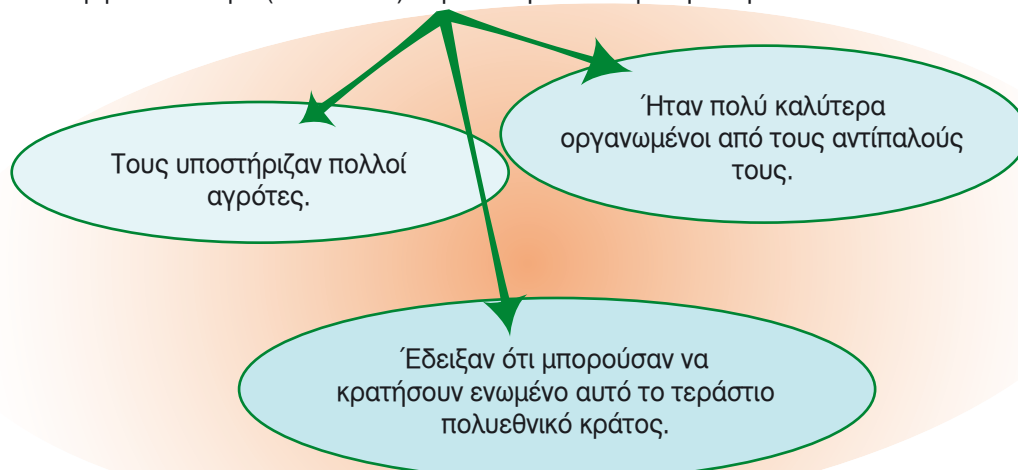 Τους υποστήριζαν πολλοί
αγρότες.
Ήταν πολύ καλύτερα
οργανωμένοι από τους αντίπαλούς
τους.
Έδειξαν ότι μπορούσαν να
κρατήσουν ενωμένο αυτό το τεράστιο
πολυεθνικό κράτος.